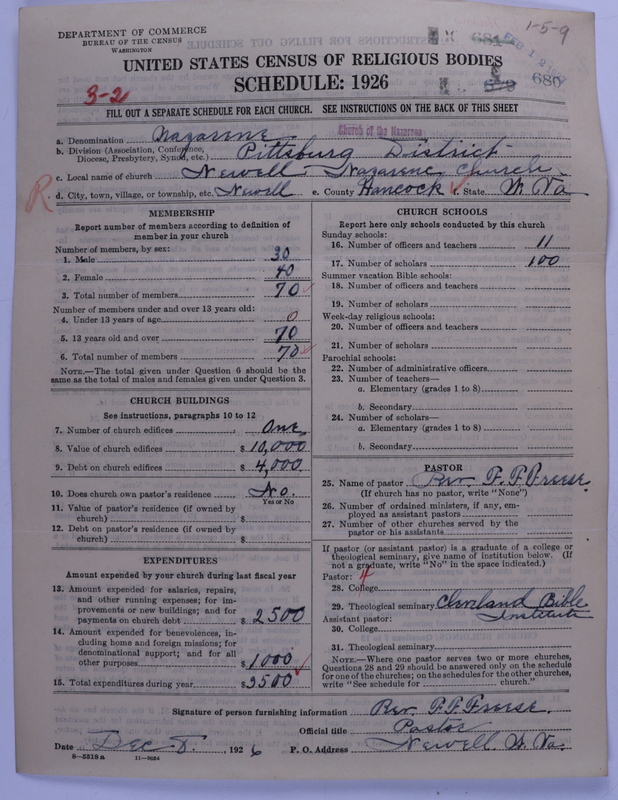 DEPARTMENT OF COMMERCE
BUREAU OF THE CENSUS
WASHINGTON
1-5-9
681
680
579
UNITED STATES CENSUS OF RELIGIOUS BODIES
SCHEDULE: 1926
3-2
FILL OUT A SEPARATE SCHEDULE FOR EACH CHURCH. SEE INSTRUCTIONS ON THE BACK OF THIS SHEET
a. Denomination Nazarene Church of the Nazarene
b. Division (Association, Conference, Diocese, Presbytery, Synod, etc.) Pittsburg District
c. Local name of church Newell Nazarene Church
R. d. City, town, village, or township, etc. Newell e. County Hancock f. State W. Va.
MEMBERSHIP
Report number of members according to definition of
member in your church
Number of members, by sex:
1. Male 30
2. Female 40
3. Total number of members 70
Number of members under and over 13 years old:
4. Under 13 years of age 0
5. 13 years old and over 70
6. Total number of members 70
NOTE.—The total given under Question 6 should be the
same as the total of males and females given under Question 3.
CHURCH BUILDINGS
See instructions, paragraphs 10 to 12
7. Number of church edifices One
8. Value of church edifices $ 10,000
9. Debt on church edifices $ 4,000
10. Does church own pastor's residence No.
Yes or No
11. Value of pastor's residence (if owned by
church) $
12. Debt on pastor's residence (if owned by
church) $
EXPENDITURES
Amount expended by your church during last fiscal year
13. Amount expended for salaries, repairs,
and other running expenses; for im-
provements or new buildings; and for
payments on church debt $ 2500
14. Amount expended for benevolences, in-
cluding home and foreign missions; for
denominational support; and for all
other purposes $ 1000
15. Total expenditures during year $ 3500
CHURCH SCHOOLS
Report here only schools conducted by this church
Sunday schools:
16. Number of officers and teachers 11
17. Number of scholars 100
Summer vacation Bible schools:
18. Number of officers and teachers
19. Number of scholars
Week-day religious schools:
20. Number of officers and teachers
21. Number of scholars
Parochial schools:
22. Number of administrative officers
23. Number of teachers—
a. Elementary (grades 1 to 8)
b. Secondary
24. Number of scholars—
a. Elementary (grades 1 to 8)
b. Secondary
PASTOR
25. Name of pastor Rev. F. F. Freese.
(If church has no pastor, write "None")
26. Number of ordained ministers, if any, em-
ployed as assistant pastors
27. Number of other churches served by the
pastor or his assistants
If pastor (or assistant pastor) is a graduate of a college or
theological seminary, give name of institution below. (If
not a graduate, write "No" in the space indicated.)
Pastor: 4
28. College
29. Theological seminary Cleveland Bible
Institute
Assistant pastor:
30. College
31. Theological seminary
NOTE.—Where one pastor serves two or more churches,
Questions 28 and 29 should be answered only on the schedule
for one of the churches; on the schedules for the other churches,
write "See schedule for church."
Signature of person furnishing information Rev. F. F. Freese.
Official title Pastor
Date Dec 8. 1926 P. O. Address Newell W. Va.
8—5318a 11—9034